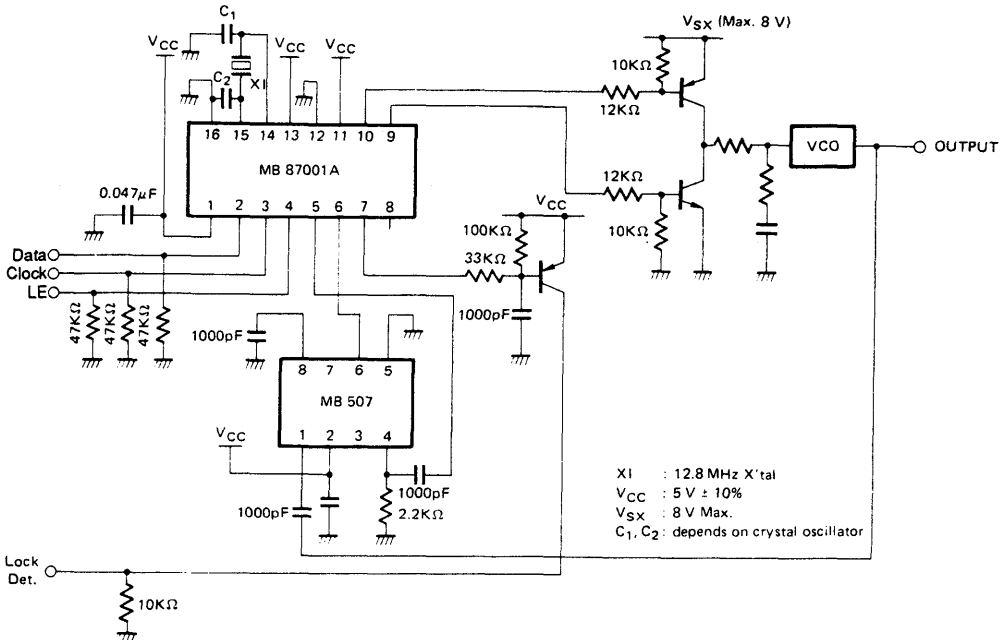 C1
VCC
VCC
VCC
VSX (Max. 8 V)
C2
XI
10KΩ
12KΩ
16 15 14 13 12 11 10 9
MB 87001A
1 2 3 4 5 6 7 8
VCO
OUTPUT
12KΩ
10KΩ
0.047μF
VCC
100KΩ
33KΩ
1000pF
Data
Clock
LE
47KΩ
47KΩ
47KΩ
1000pF
8 7 6 5
MB 507
1 2 3 4
VCC
1000pF
1000pF
2.2KΩ
XI : 12.8 MHz X'tal
VCC : 5 V ± 10%
VSX : 8 V Max.
C1, C2 : depends on crystal oscillator
Lock
Det.
10KΩ